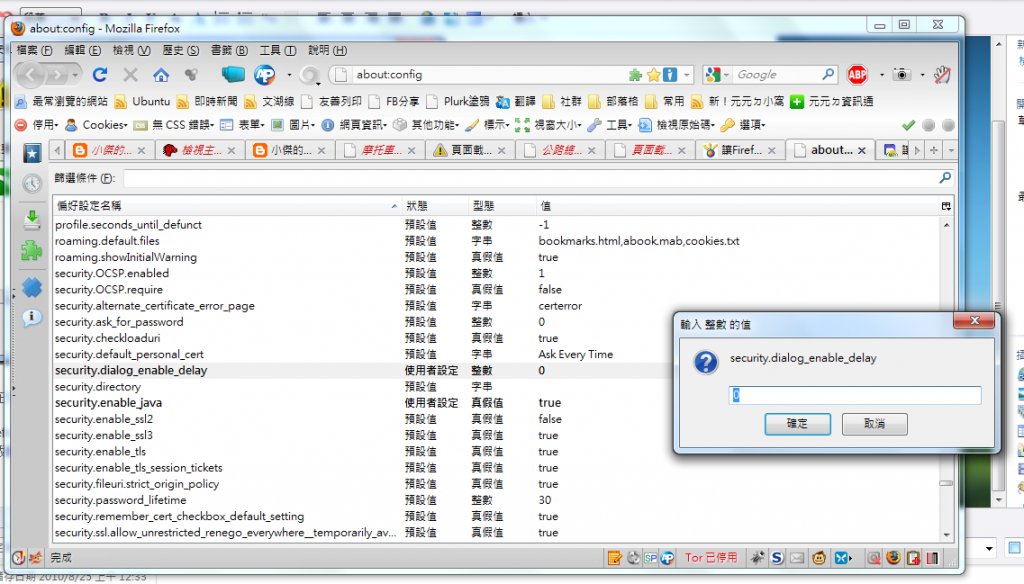 about:config - Mozilla Firefox
檔案 (F) 編輯 (E) 檢視 (V) 歷史 (S) 書籤 (B) 工具 (T) 說明 (H)
about:config Google ABP
最常瀏覽的網站 Ubuntu 即時新聞 文湖線 友善列印 FB分享 Plurk塗鴉 翻譯 社群 部落格 常用 新！元元ㄉ小窩 元元ㄉ資訊通
停用 Cookies 無 CSS 錯誤 表單 圖片 網頁資訊 其他功能 標示 視窗大小 工具 檢視原始碼 選項
小傑的... 檢視主... 小傑的... 摩托車... 頁面載... 公路總... 頁面載... 讓Firef... about...
篩選條件 (F):
偏好設定名稱 狀態 型態 值
profile.seconds_until_defunct 預設值 整數 -1
roaming.default.files 預設值 字串 bookmarks.html,abook.mab,cookies.txt
roaming.showInitialWarning 預設值 真假值 true
security.OCSP.enabled 預設值 整數 1
security.OCSP.require 預設值 真假值 false
security.alternate_certificate_error_page 預設值 字串 certerror
security.ask_for_password 預設值 整數 0
security.checkloaduri 預設值 真假值 true
security.default_personal_cert 預設值 字串 Ask Every Time
security.dialog_enable_delay 使用者設定 整數 0
security.directory 預設值 字串
security.enable_java 使用者設定 真假值 true
security.enable_ssl2 預設值 真假值 false
security.enable_ssl3 預設值 真假值 true
security.enable_tls 預設值 真假值 true
security.enable_tls_session_tickets 預設值 真假值 true
security.fileuri.strict_origin_policy 預設值 真假值 true
security.password_lifetime 預設值 整數 30
security.remember_cert_checkbox_default_setting 預設值 真假值 true
security.ssl.allow_unrestricted_renego_everywhere__temporarily_av... 預設值 真假值 true
輸入 整數 的值
security.dialog_enable_delay
0
確定 取消
完成 SP Tor 已停用
存日期 2010/8/25 上午 12:33